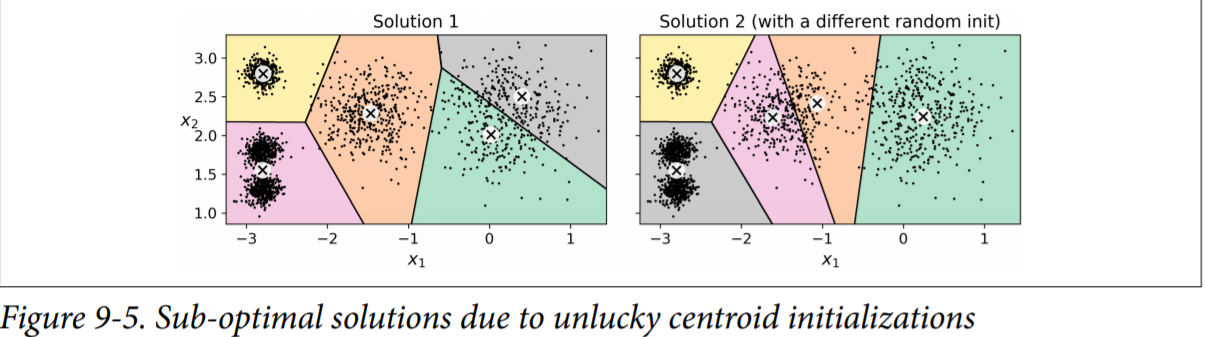 Solution 1
Solution 2 (with a different random init)
3.0
2.5
x₂
2.0
1.5
1.0
−3 −2 −1 0 1
−3 −2 −1 0 1
x₁
x₁
Figure 9-5. Sub-optimal solutions due to unlucky centroid initializations